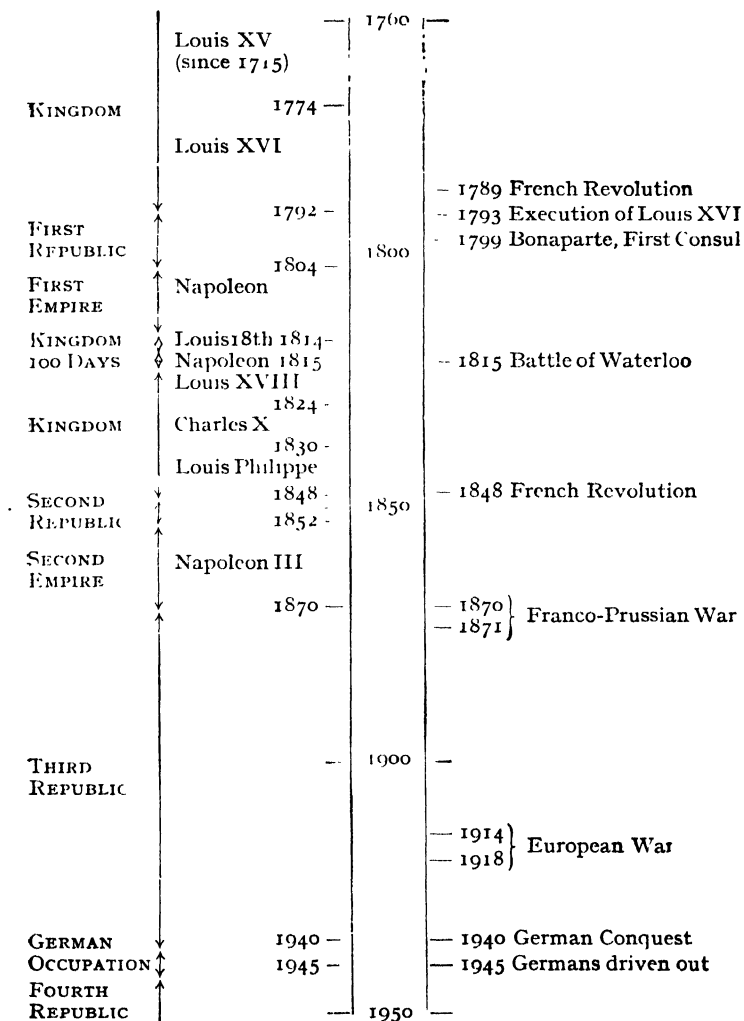 1760
Louis XV
(since 1715)
KINGDOM 1774
Louis XVI
1789 French Revolution
1792 1793 Execution of Louis XVI
FIRST
REPUBLIC 1799 Bonaparte, First Consul
1800
1804
FIRST Napoleon
EMPIRE
KINGDOM Louis18th 1814
100 DAYS Napoleon 1815 1815 Battle of Waterloo
Louis XVIII
1824
KINGDOM Charles X
1830
Louis Philippe
1848 1848 French Revolution
SECOND 1850
REPUBLIC 1852
SECOND Napoleon III
EMPIRE
1870 1870 } Franco-Prussian War
1871
THIRD 1900
REPUBLIC
1914 } European War
1918
GERMAN 1940 1940 German Conquest
OCCUPATION 1945 1945 Germans driven out
FOURTH
REPUBLIC 1950